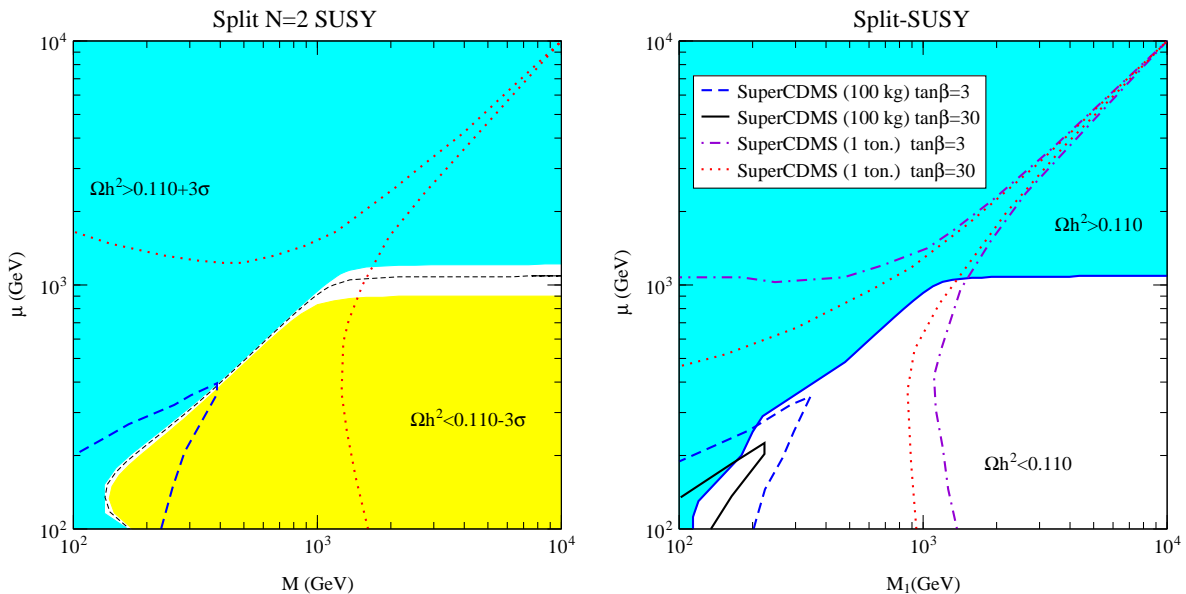 Split N=2 SUSY
10^4
Ωh^2>0.110+3σ
μ (GeV)
10^3
Ωh^2<0.110-3σ
10^2
10^2
10^3
10^4
M (GeV)
Split-SUSY
10^4
SuperCDMS (100 kg) tanβ=3
SuperCDMS (100 kg) tanβ=30
SuperCDMS (1 ton.) tanβ=3
SuperCDMS (1 ton.) tanβ=30
Ωh^2>0.110
μ (GeV)
10^3
Ωh^2<0.110
10^2
10^2
10^3
10^4
M_1(GeV)